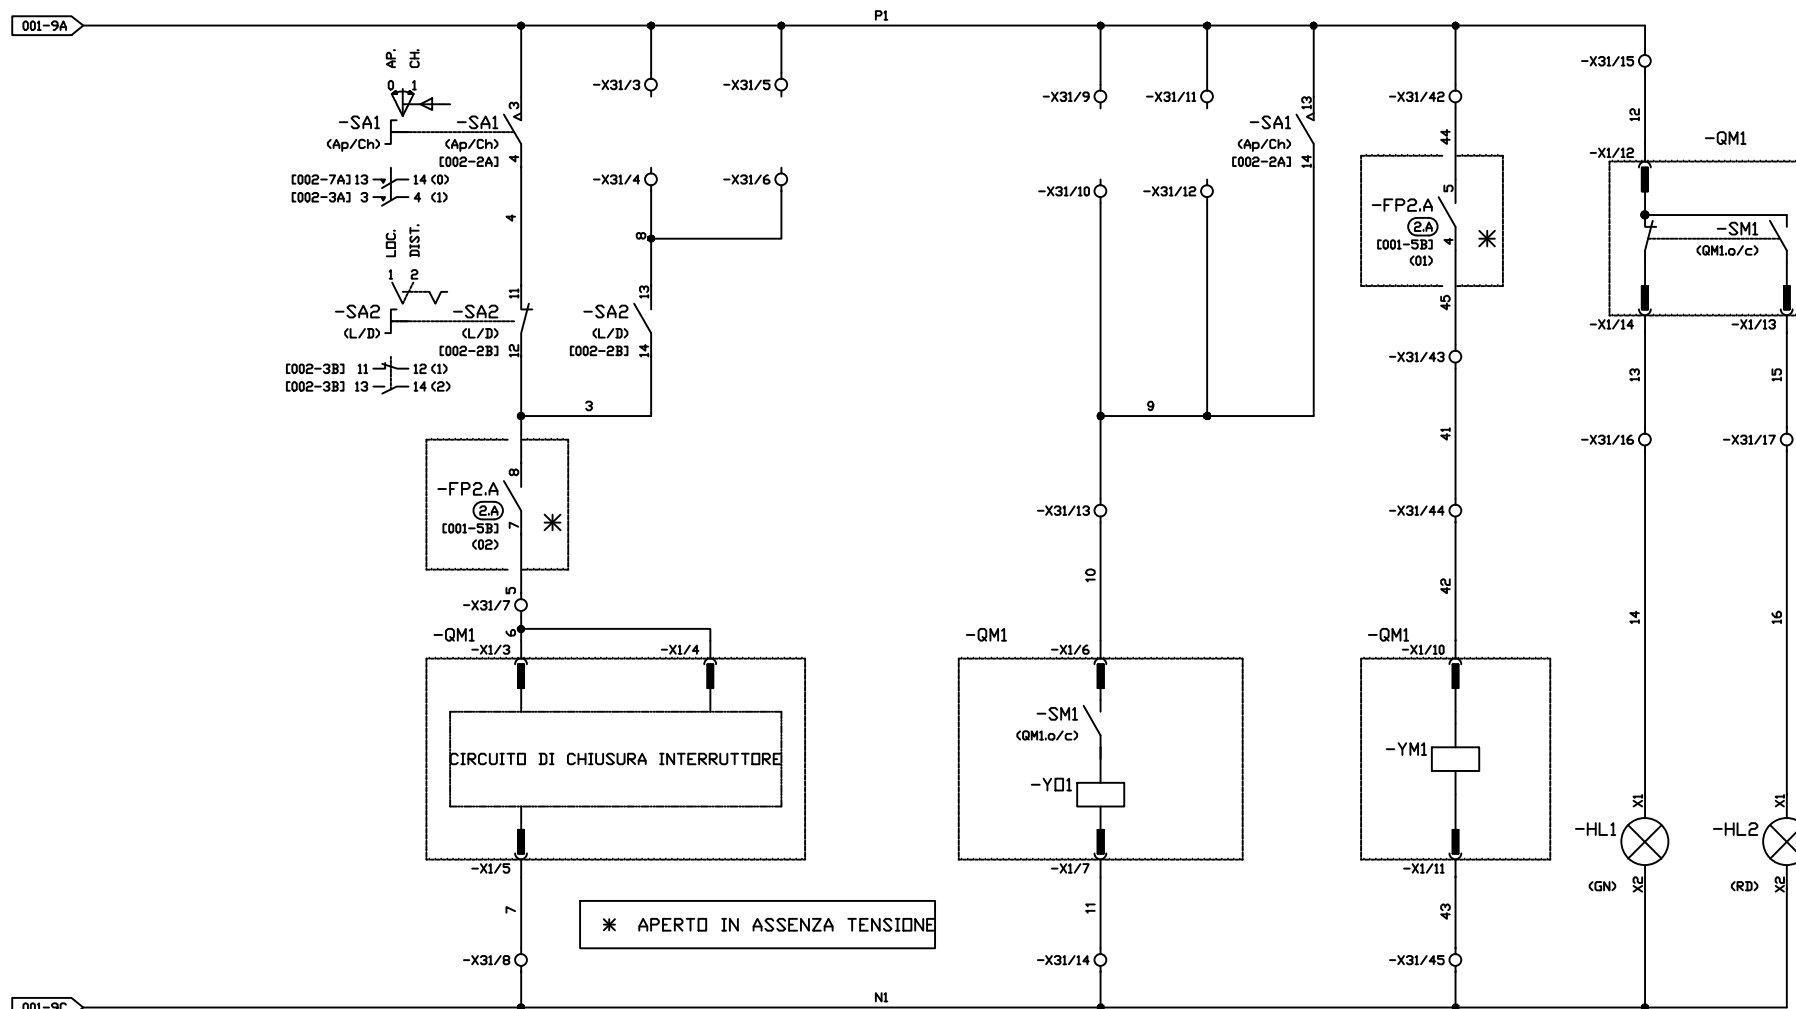 001-9A
P1
AP.
CH.
0 1
-SA1
(Ap/Ch)
-SA1
(Ap/Ch)
[002-2A]
3
4
[002-7A] 13 14 (0)
[002-3A] 3 4 (1)
4
LOC.
DIST.
1 2
-SA2
(L/D)
-SA2
(L/D)
[002-2B]
11
12
[002-3B] 11 12 (1)
[002-3B] 13 14 (2)
-X31/3
-X31/5
-X31/4
-X31/6
8
-SA2
(L/D)
[002-2B]
13
14
3
-FP2.A
2.A
[001-5B]
(02)
8
7
5
-X31/7
6
-QM1
-X1/3
-X1/4
CIRCUITO DI CHIUSURA INTERRUTTORE
-X1/5
7
-X31/8
* APERTO IN ASSENZA TENSIONE
-X31/9
-X31/11
-X31/10
-X31/12
-SA1
(Ap/Ch)
[002-2A]
13
14
9
-X31/13
10
-QM1
-X1/6
-SM1
(QM1.o/c)
-YO1
-X1/7
11
-X31/14
-X31/42
44
-FP2.A
2.A
[001-5B]
(01)
5
4
45
-X31/43
41
-X31/44
42
-QM1
-X1/10
-YM1
-X1/11
43
-X31/45
-X31/15
12
-QM1
-X1/12
-SM1
(QM1.o/c)
-X1/14
-X1/13
13
15
-X31/16
-X31/17
14
16
X1
X1
-HL1
-HL2
(GN)
(RD)
X2
X2
001-9C
N1